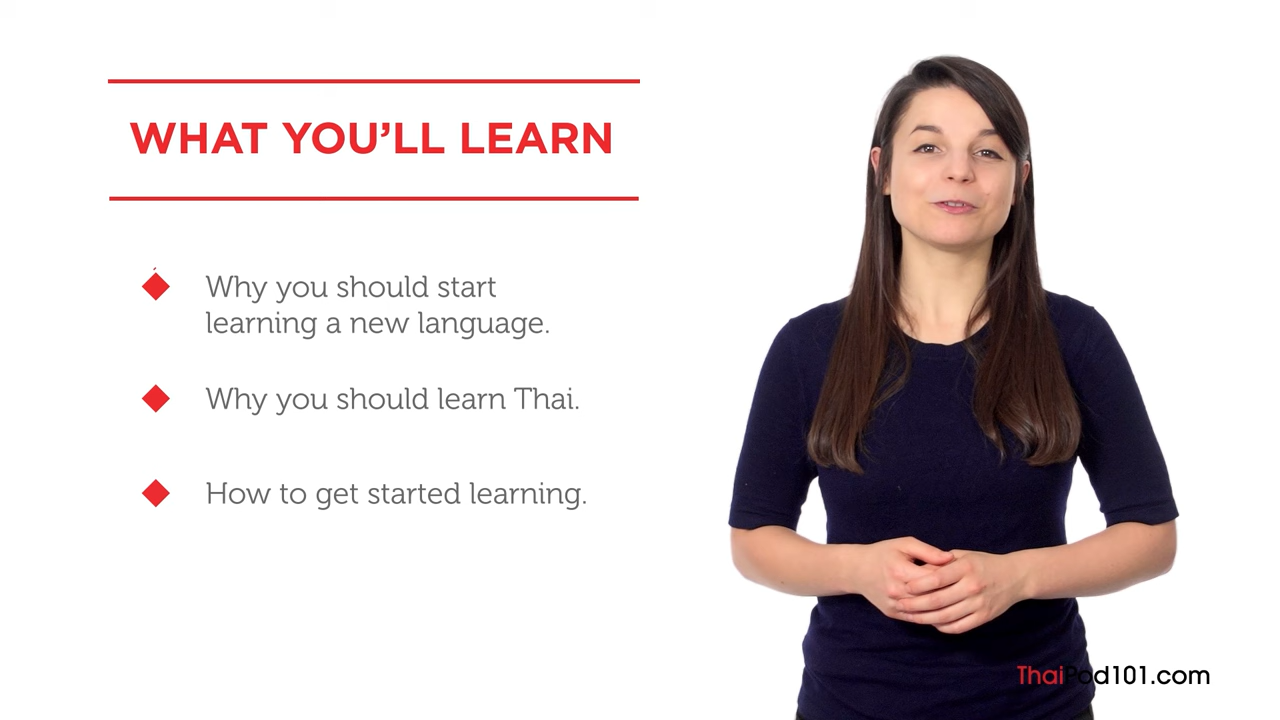 WHAT YOU'LL LEARN
Why you should start
learning a new language.
Why you should learn Thai.
How to get started learning.
ThaiPod101.com